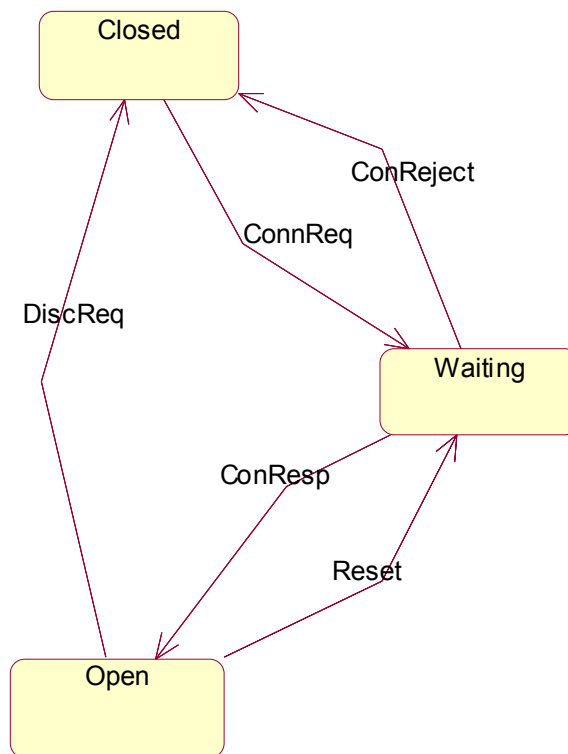 Closed
ConReject
ConnReq
DiscReq
Waiting
ConResp
Reset
Open